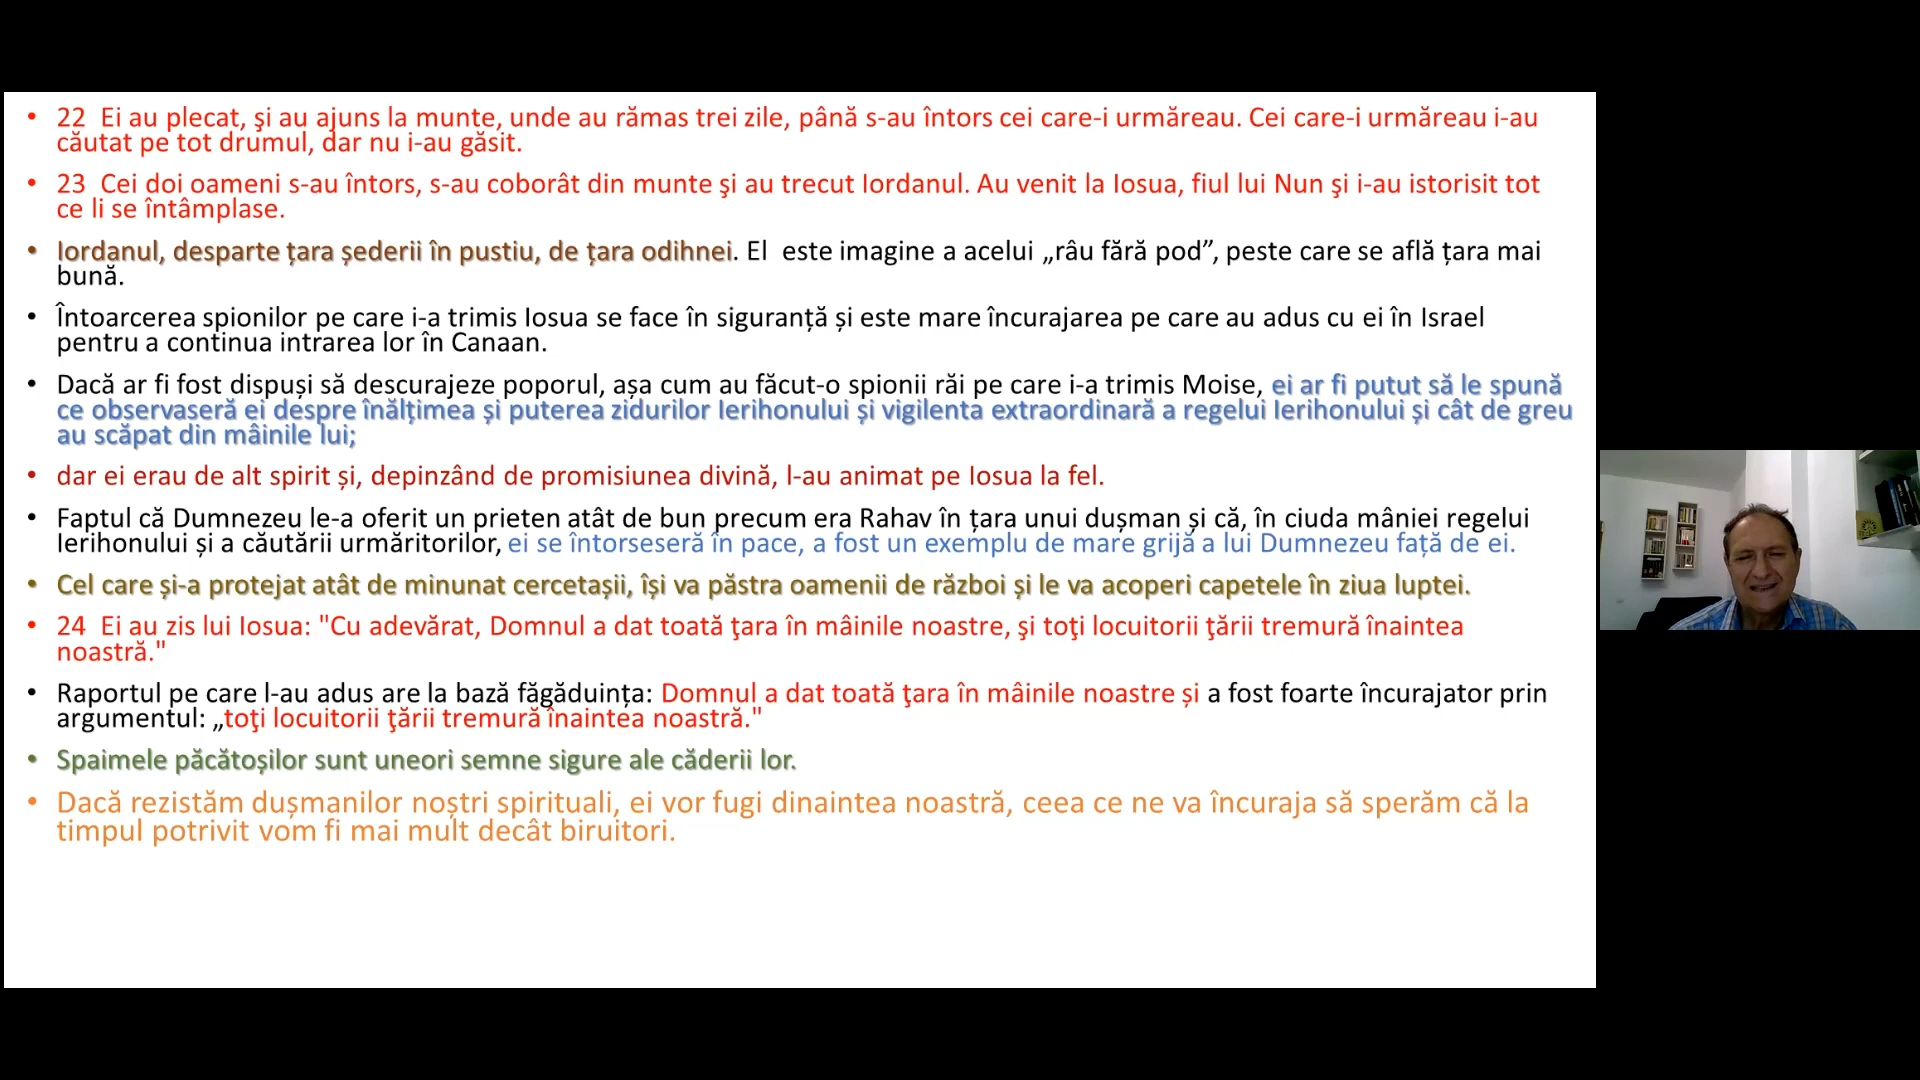 • 22  Ei au plecat, şi au ajuns la munte, unde au rămas trei zile, până s-au întors cei care-i urmăreau. Cei care-i urmăreau i-au
căutat pe tot drumul, dar nu i-au găsit.
• 23  Cei doi oameni s-au întors, s-au coborât din munte şi au trecut Iordanul. Au venit la Iosua, fiul lui Nun şi i-au istorisit tot
ce li se întâmplase.
• Iordanul, desparte țara șederii în pustiu, de țara odihnei. El  este imagine a acelui „râu fără pod”, peste care se află țara mai
bună.
• Întoarcerea spionilor pe care i-a trimis Iosua se face în siguranță și este mare încurajarea pe care au adus cu ei în Israel
pentru a continua intrarea lor în Canaan.
• Dacă ar fi fost dispuși să descurajeze poporul, așa cum au făcut-o spionii răi pe care i-a trimis Moise, ei ar fi putut să le spună
ce observaseră ei despre înălțimea și puterea zidurilor Ierihonului și vigilenta extraordinară a regelui Ierihonului și cât de greu
au scăpat din mâinile lui;
• dar ei erau de alt spirit și, depinzând de promisiunea divină, l-au animat pe Iosua la fel.
• Faptul că Dumnezeu le-a oferit un prieten atât de bun precum era Rahav în țara unui dușman și că, în ciuda mâniei regelui
Ierihonului și a căutării urmăritorilor, ei se întorseseră în pace, a fost un exemplu de mare grijă a lui Dumnezeu față de ei.
• Cel care și-a protejat atât de minunat cercetașii, își va păstra oamenii de război și le va acoperi capetele în ziua luptei.
• 24  Ei au zis lui Iosua: "Cu adevărat, Domnul a dat toată ţara în mâinile noastre, şi toţi locuitorii ţării tremură înaintea
noastră."
• Raportul pe care l-au adus are la bază făgăduința: Domnul a dat toată ţara în mâinile noastre și a fost foarte încurajator prin
argumentul: „toţi locuitorii ţării tremură înaintea noastră."
• Spaimele păcătoșilor sunt uneori semne sigure ale căderii lor.
• Dacă rezistăm dușmanilor noștri spirituali, ei vor fugi dinaintea noastră, ceea ce ne va încuraja să sperăm că la
timpul potrivit vom fi mai mult decât biruitori.